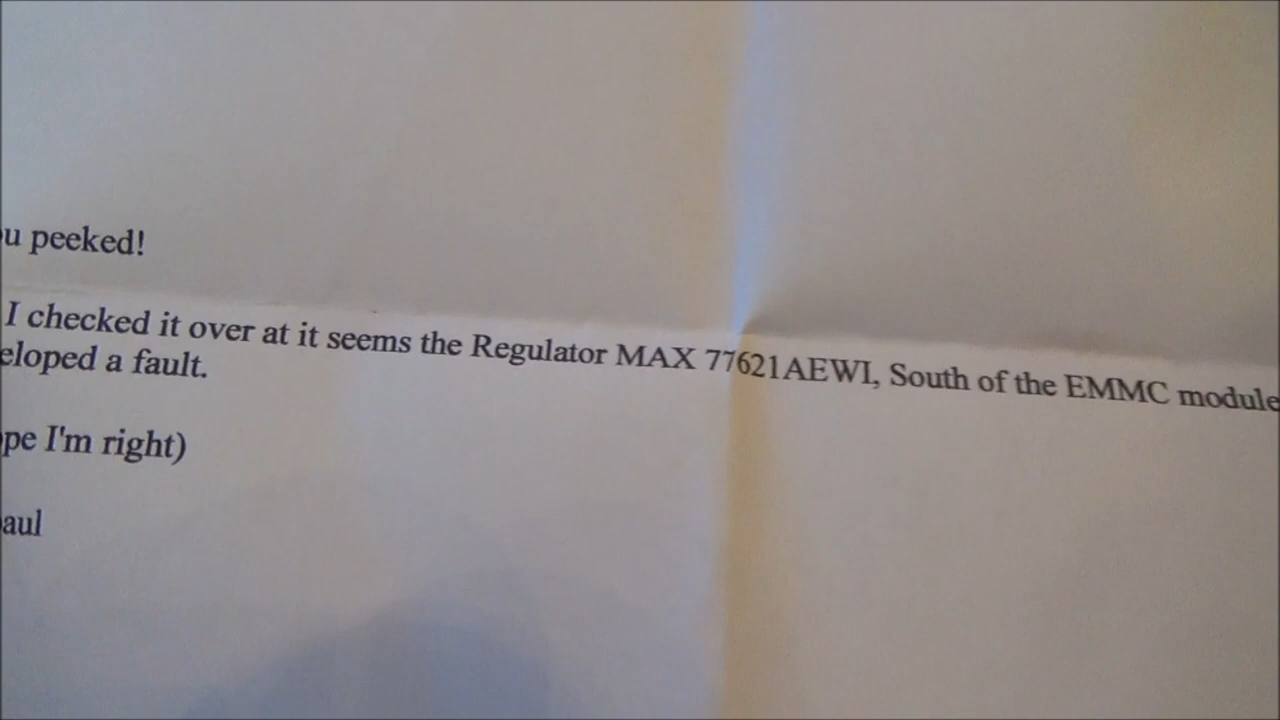 u peeked!
I checked it over at it seems the Regulator MAX 77621AEWI, South of the EMMC module
eloped a fault.
pe I'm right)
aul